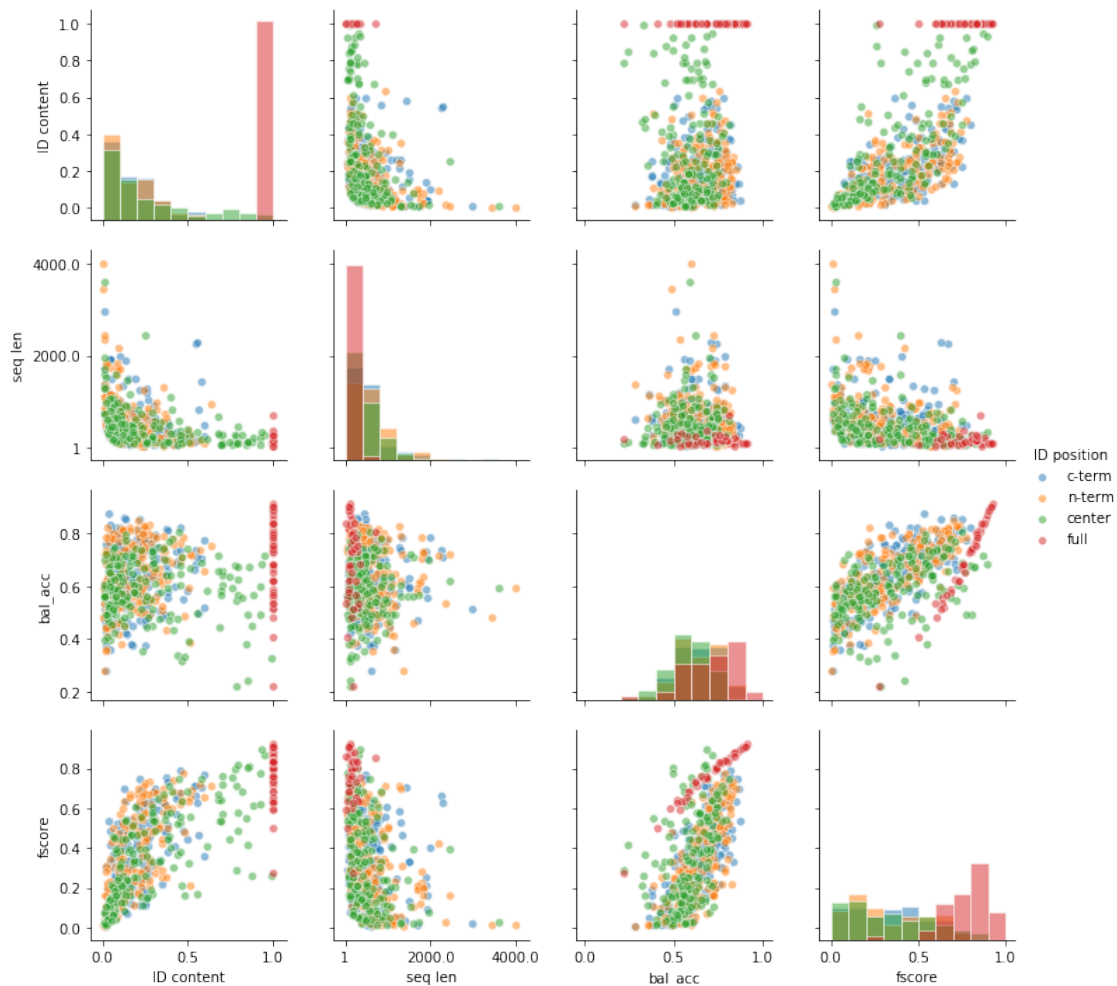 1.0
0.8
0.6
0.4
0.2
0.0
ID content
4000.0
2000.0
1
seq len
ID position
c-term
n-term
center
full
0.8
0.6
0.4
0.2
bal_acc
0.8
0.6
0.4
0.2
0.0
fscore
0.0 0.5 1.0
ID content
1 2000.0 4000.0
seq len
0.0 0.5 1.0
bal_acc
0.0 0.5 1.0
fscore